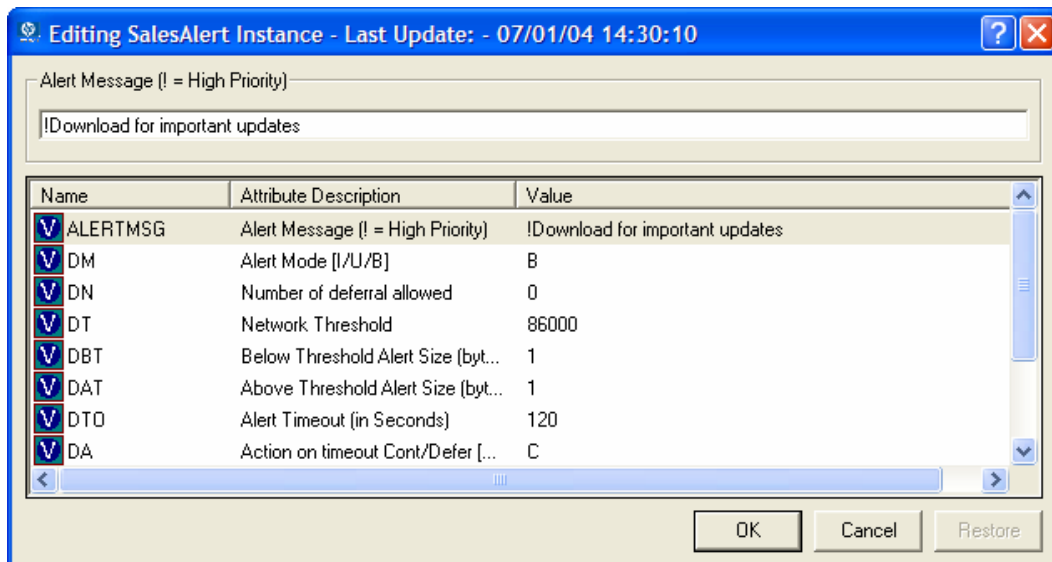 Editing SalesAlert Instance - Last Update: - 07/01/04 14:30:10
Alert Message (! = High Priority)
!Download for important updates
Name Attribute Description Value
V ALERTMSG Alert Message (! = High Priority) !Download for important updates
V DM Alert Mode [I/U/B] B
V DN Number of deferral allowed 0
V DT Network Threshold 86000
V DBT Below Threshold Alert Size (byt... 1
V DAT Above Threshold Alert Size (byt... 1
V DTO Alert Timeout (in Seconds) 120
V DA Action on timeout Cont/Defer [... C
OK Cancel Restore